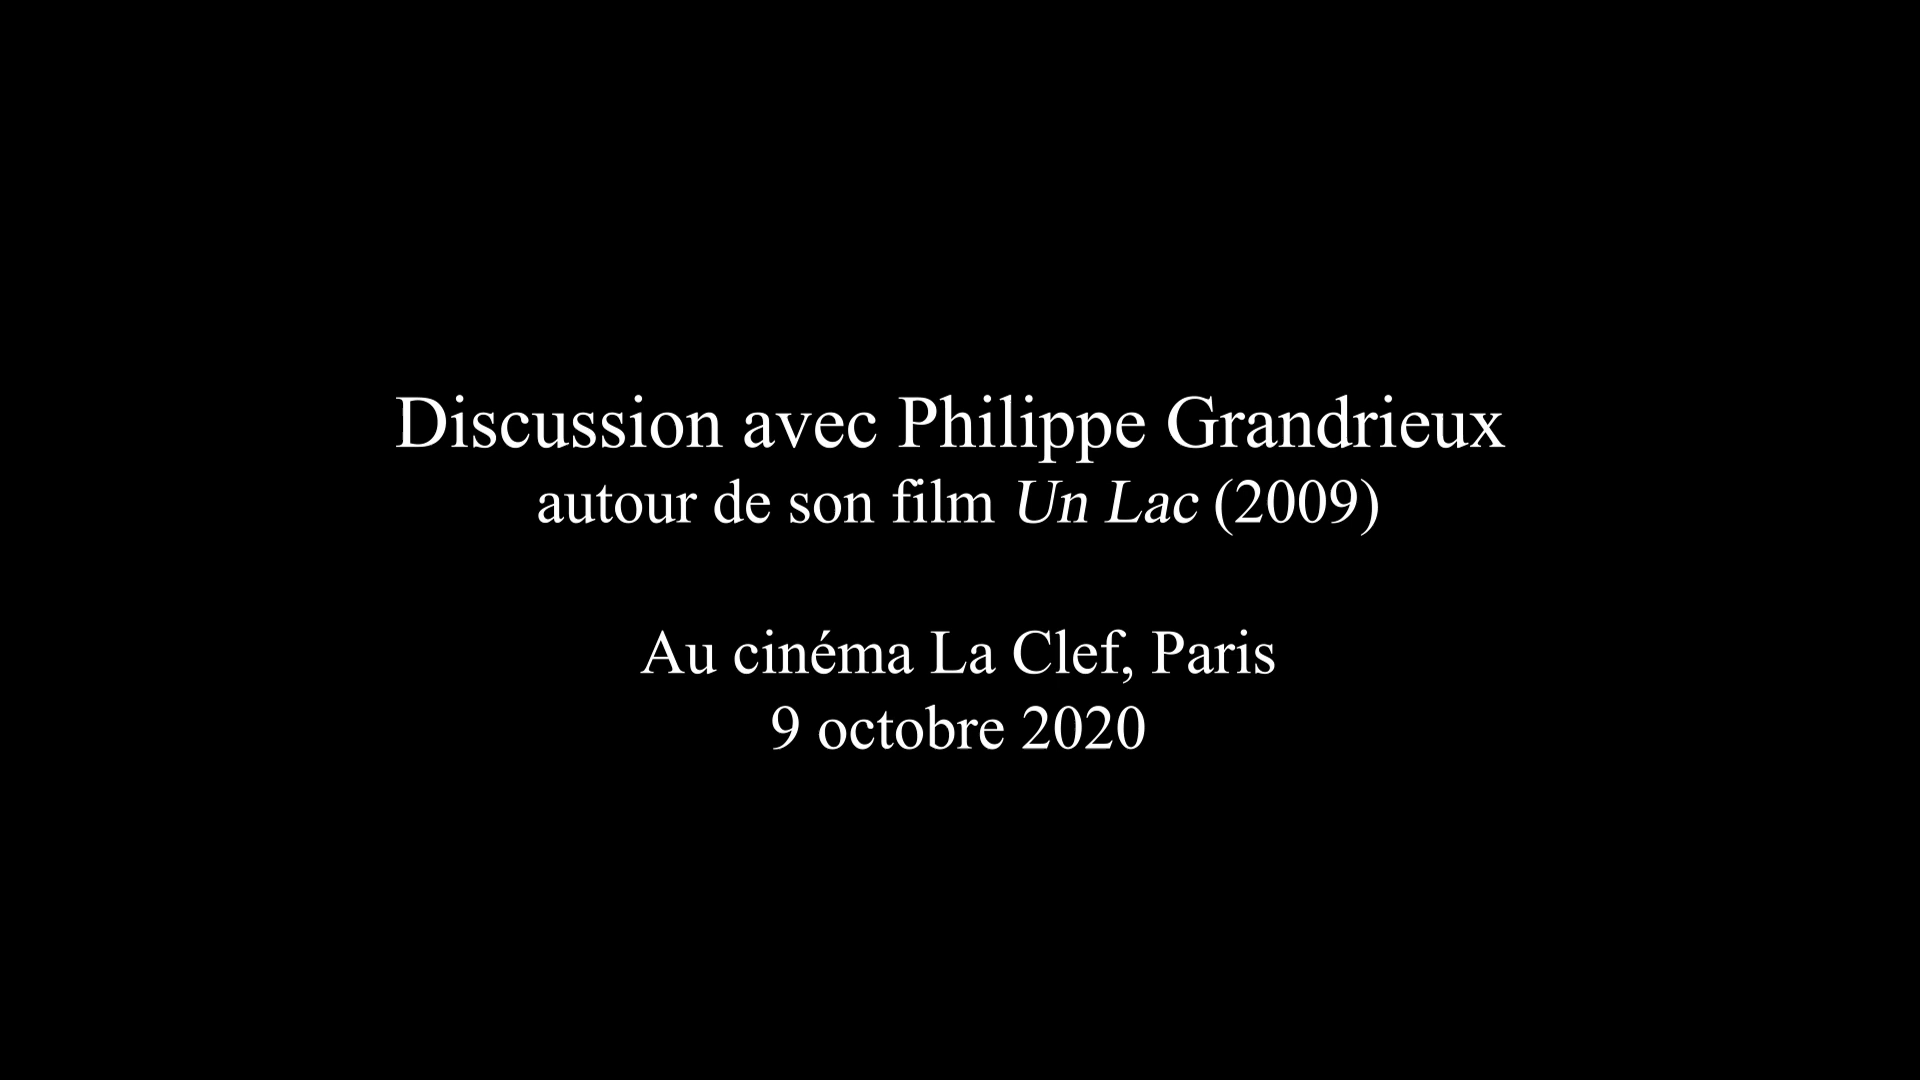 Discussion avec Philippe Grandrieux
autour de son film Un Lac (2009)
Au cinéma La Clef, Paris
9 octobre 2020